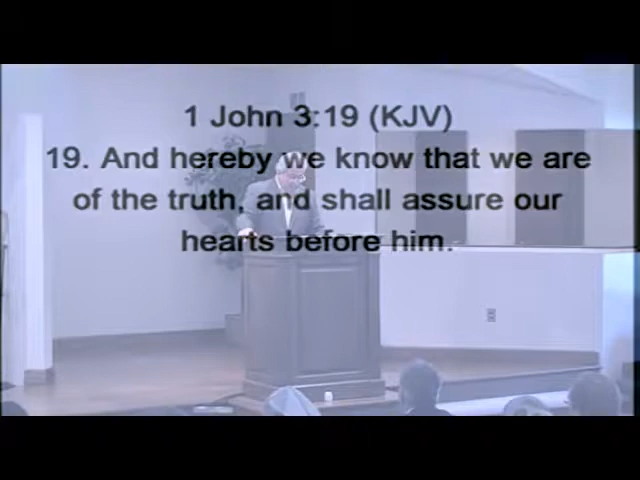 1 John 3:19 (KJV)
19. And hereby we know that we are
of the truth, and shall assure our
hearts before him.